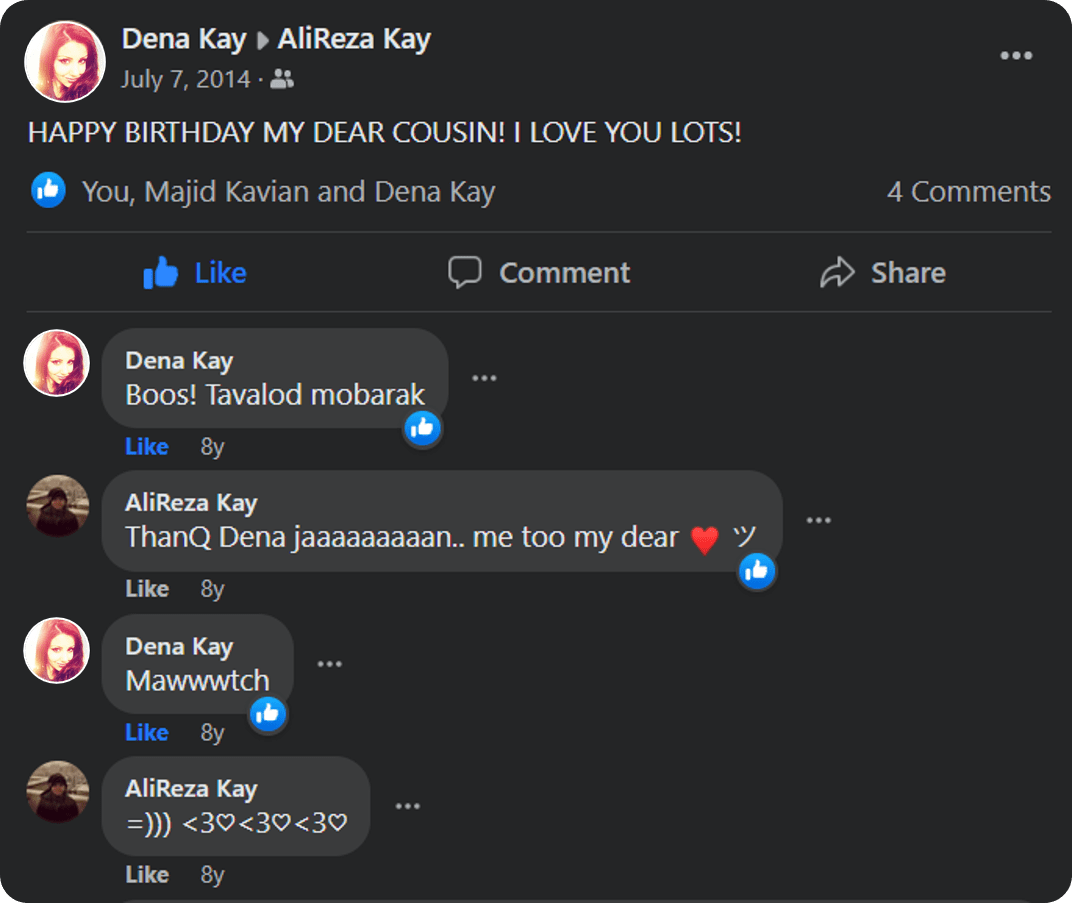 Dena Kay ▸ AliReza Kay
July 7, 2014 ·
HAPPY BIRTHDAY MY DEAR COUSIN! I LOVE YOU LOTS!
You, Majid Kavian and Dena Kay 4 Comments
Like Comment Share
Dena Kay
Boos! Tavalod mobarak
Like 8y
AliReza Kay
ThanQ Dena jaaaaaaaaan.. me too my dear ♥ ツ
Like 8y
Dena Kay
Mawwwtch
Like 8y
AliReza Kay
=))) <3♡<3♡<3♡
Like 8y